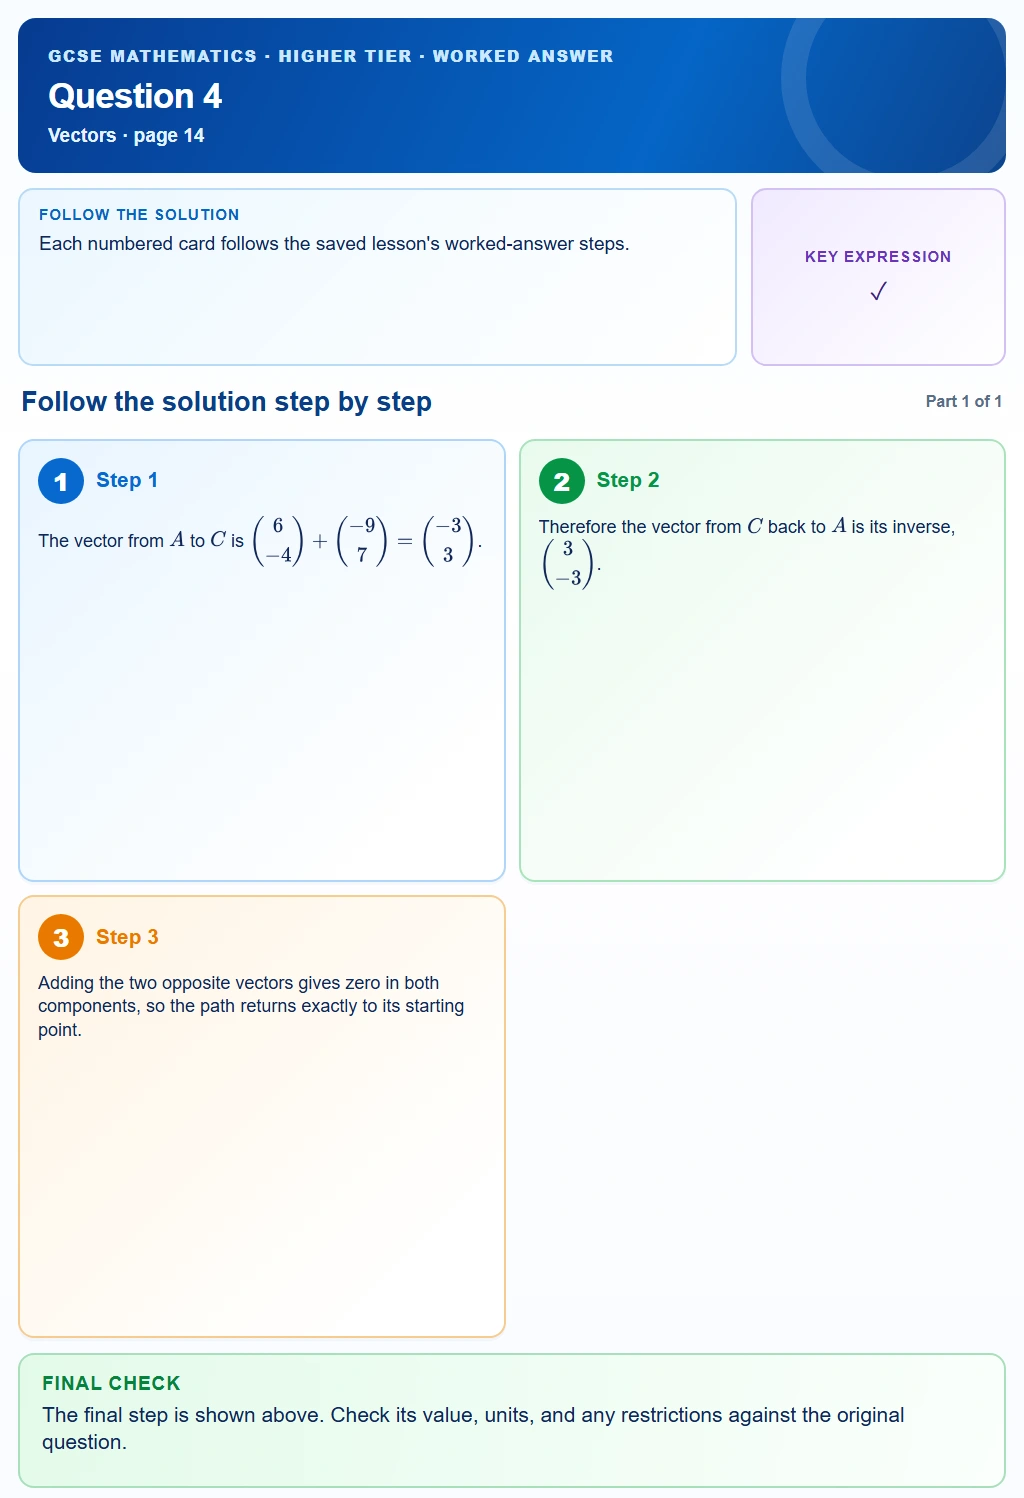 GCSE MATHEMATICS · HIGHER TIER · WORKED ANSWER
Question 4
Vectors · page 14
FOLLOW THE SOLUTION
Each numbered card follows the saved lesson's worked-answer steps.
KEY EXPRESSION
✓
Follow the solution step by step
Part 1 of 1
1 Step 1
The vector from A to C is (6 −4) + (−9 7) = (−3 3).
2 Step 2
Therefore the vector from C back to A is its inverse,
(3 −3).
3 Step 3
Adding the two opposite vectors gives zero in both
components, so the path returns exactly to its starting
point.
FINAL CHECK
The final step is shown above. Check its value, units, and any restrictions against the original
question.